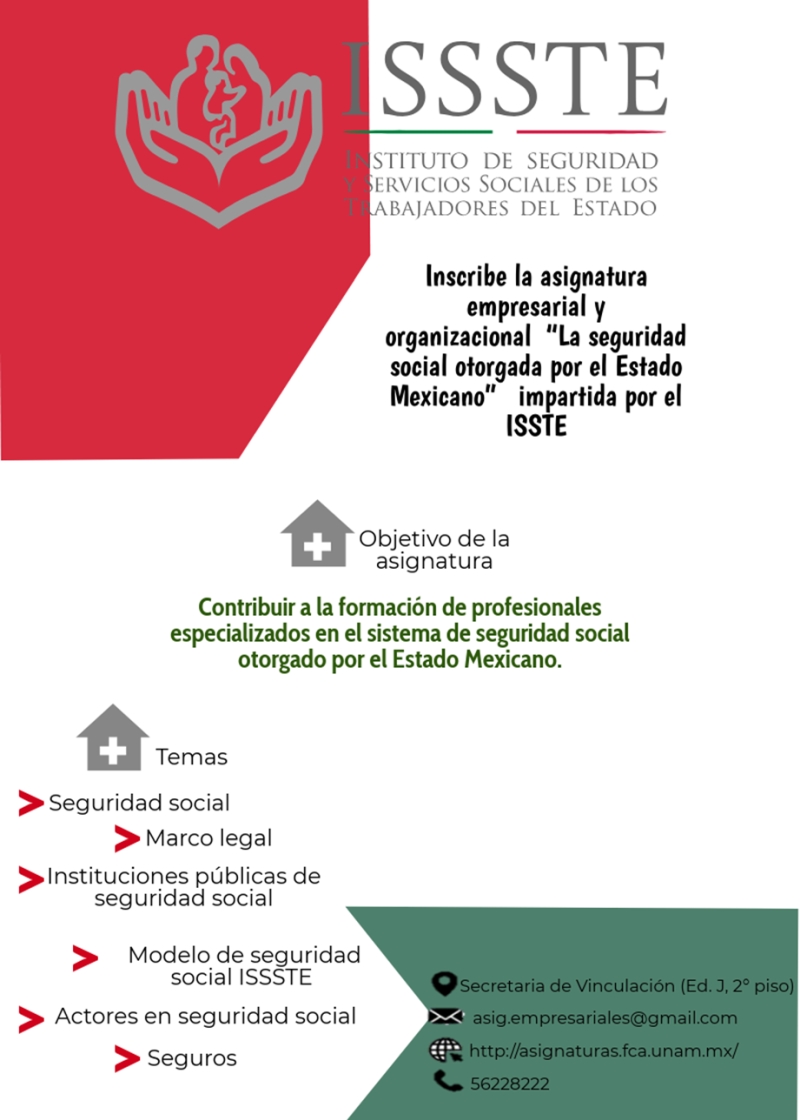 ISSSTE
INSTITUTO DE SEGURIDAD
Y SERVICIOS SOCIALES DE LOS
TRABAJADORES DEL ESTADO
Inscribe la asignatura
empresarial y
organizacional "La seguridad
social otorgada por el Estado
Mexicano" impartida por el
ISSTE
Objetivo de la
asignatura
Contribuir a la formación de profesionales
especializados en el sistema de seguridad social
otorgado por el Estado Mexicano.
Temas
Seguridad social
Marco legal
Instituciones públicas de
seguridad social
Modelo de seguridad
social ISSSTE
Actores en seguridad social
Seguros
Secretaria de Vinculación (Ed. J, 2º piso)
asig.empresariales@gmail.com
http://asignaturas.fca.unam.mx/
56228222